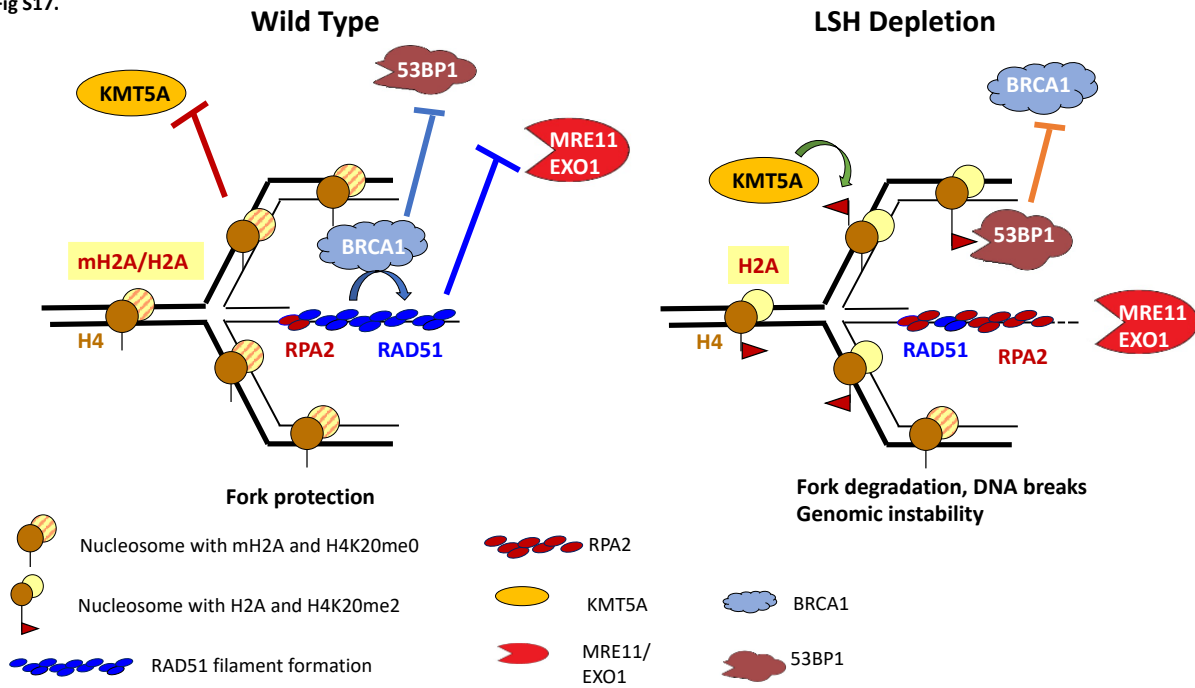 Fig S17.
Wild Type
LSH Depletion
53BP1
KMT5A
MRE11
EXO1
BRCA1
mH2A/H2A
H4
RPA2
RAD51
Fork protection
BRCA1
KMT5A
53BP1
H2A
H4
MRE11
EXO1
RAD51
RPA2
Fork degradation, DNA breaks
Genomic instability
Nucleosome with mH2A and H4K20me0
Nucleosome with H2A and H4K20me2
RAD51 filament formation
RPA2
KMT5A
MRE11/
EXO1
BRCA1
53BP1